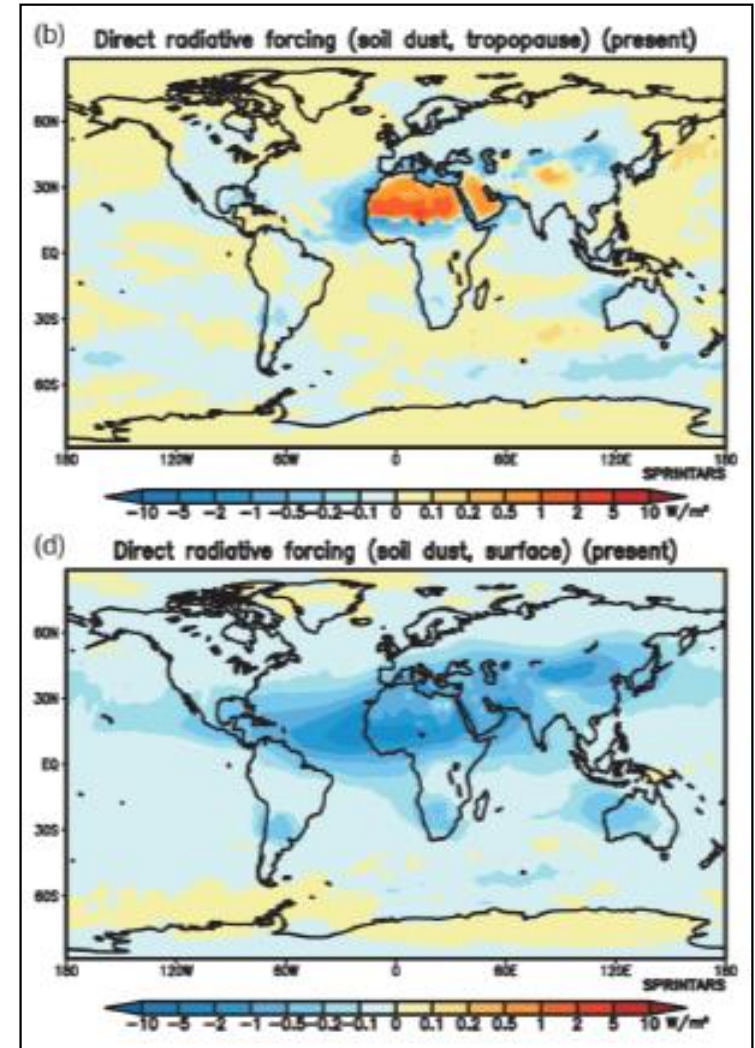 (b) Direct radiative forcing (soil dust, tropopause) (present)
60N
30N
EQ
30S
60S
180 120W 60W 0 60E 120E 180
SPRINTARS
-10 -5 -2 -1 -0.5 -0.2 -0.1 0 0.1 0.2 0.5 1 2 5 10 W/m²
(d) Direct radiative forcing (soil dust, surface) (present)
60N
30N
EQ
30S
60S
180 120W 60W 0 60E 120E 180
SPRINTARS
-10 -5 -2 -1 -0.5 -0.2 -0.1 0 0.1 0.2 0.5 1 2 5 10 W/m²